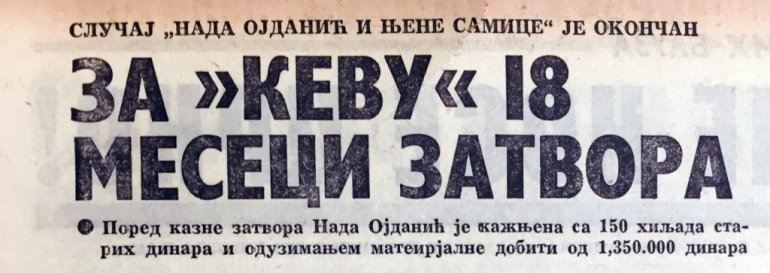 СЛУЧАЈ „НАДА ОЈДАНИЋ И ЊЕНЕ САМИЦЕ“ ЈЕ ОКОНЧАН
ЗА »КЕВУ« 18
МЕСЕЦИ ЗАТВОРА
● Поред казне затвора Нада Ојданић је кажњена са 150 хиљада ста-
рих динара и одузимањем матеирјалне добити од 1,350.000 динара